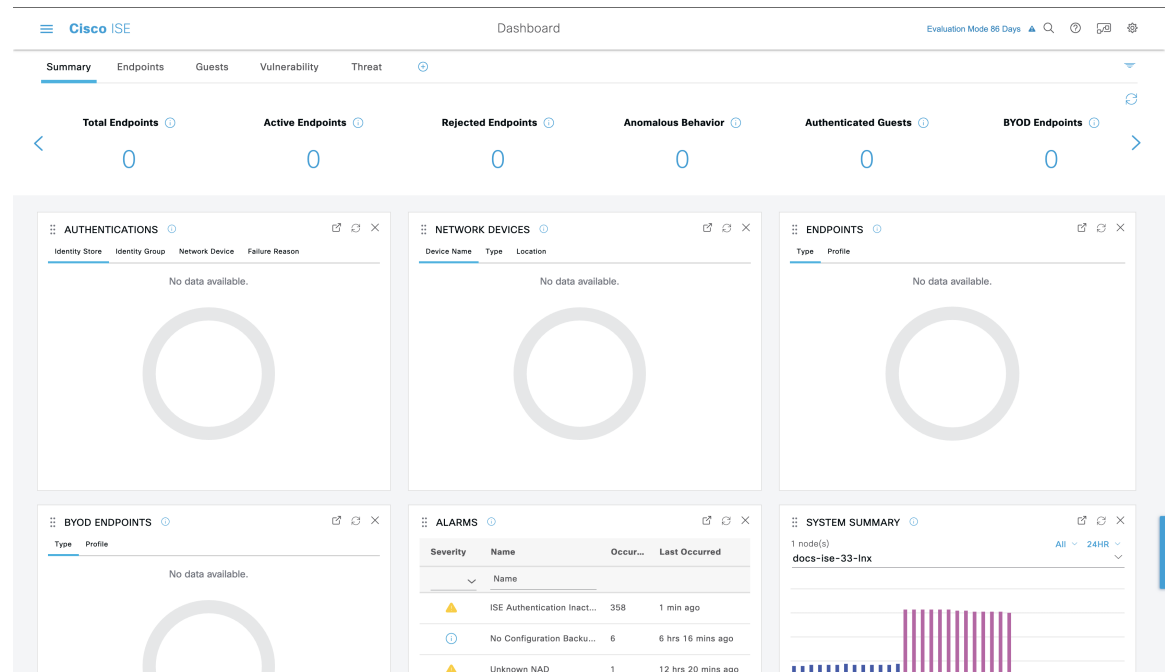 Cisco ISE Dashboard Evaluation Mode 86 Days
Summary Endpoints Guests Vulnerability Threat
Total Endpoints Active Endpoints Rejected Endpoints Anomalous Behavior Authenticated Guests BYOD Endpoints
0 0 0 0 0 0
AUTHENTICATIONS
Identity Store Identity Group Network Device Failure Reason
No data available.
NETWORK DEVICES
Device Name Type Location
No data available.
ENDPOINTS
Type Profile
No data available.
BYOD ENDPOINTS
Type Profile
No data available.
ALARMS
Severity Name Occur... Last Occurred
Name
ISE Authentication Inact... 358 1 min ago
No Configuration Backu... 6 6 hrs 16 mins ago
Unknown NAD 1 12 hrs 20 mins ago
SYSTEM SUMMARY
1 node(s) All 24HR
docs-ise-33-lnx